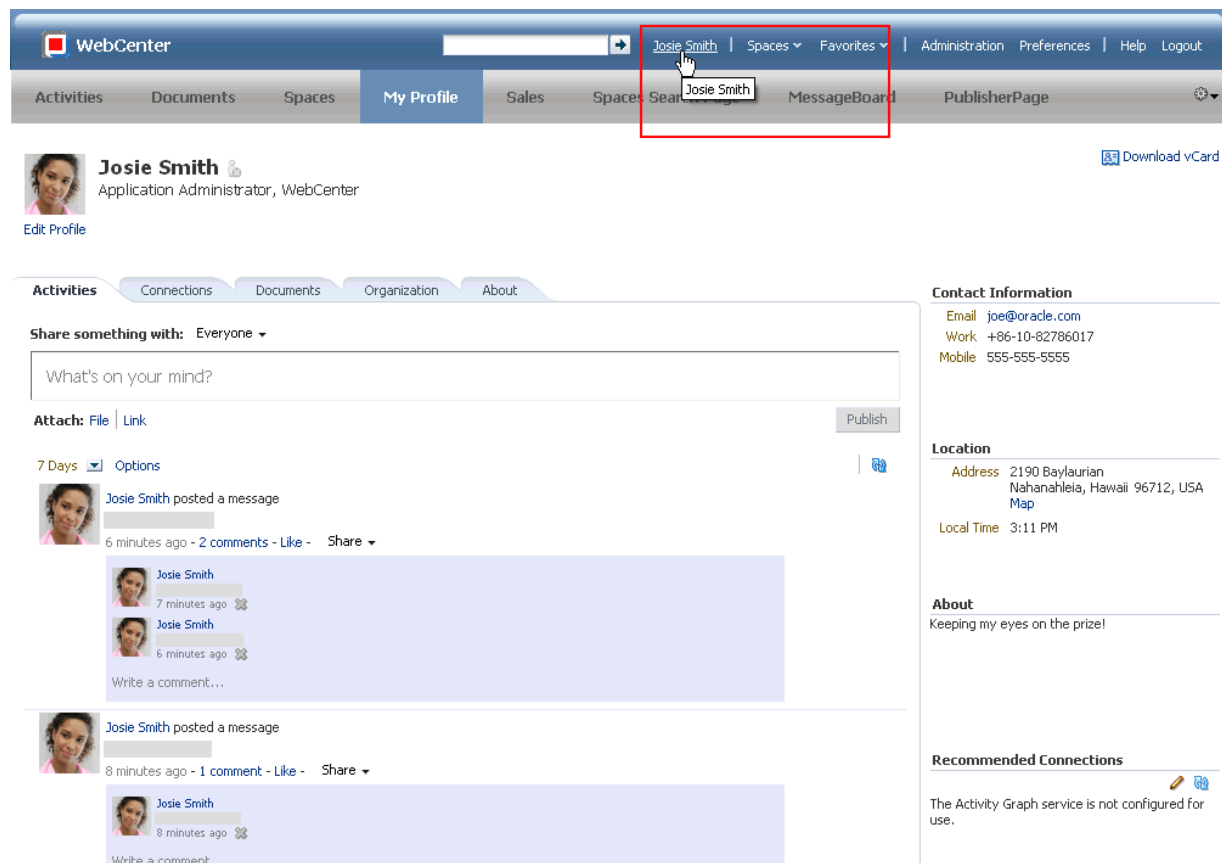 WebCenter
Josie Smith | Spaces Favorites | Administration Preferences | Help Logout
Josie Smith
Activities Documents Spaces My Profile Sales Spaces MessageBoard PublisherPage
Josie Smith
Application Administrator, WebCenter
Download vCard
Edit Profile
Activities Connections Documents Organization About
Share something with: Everyone
What's on your mind?
Attach: File | Link
Publish
7 Days Options
Josie Smith posted a message
6 minutes ago - 2 comments - Like - Share
Josie Smith
7 minutes ago
Josie Smith
6 minutes ago
Write a comment...
Josie Smith posted a message
8 minutes ago - 1 comment - Like - Share
Josie Smith
8 minutes ago
Write a comment
Contact Information
Email joe@oracle.com
Work +86-10-82786017
Mobile 555-555-5555
Location
Address 2190 Baylaurian
Nahanahleia, Hawaii 96712, USA
Map
Local Time 3:11 PM
About
Keeping my eyes on the prize!
Recommended Connections
The Activity Graph service is not configured for
use.